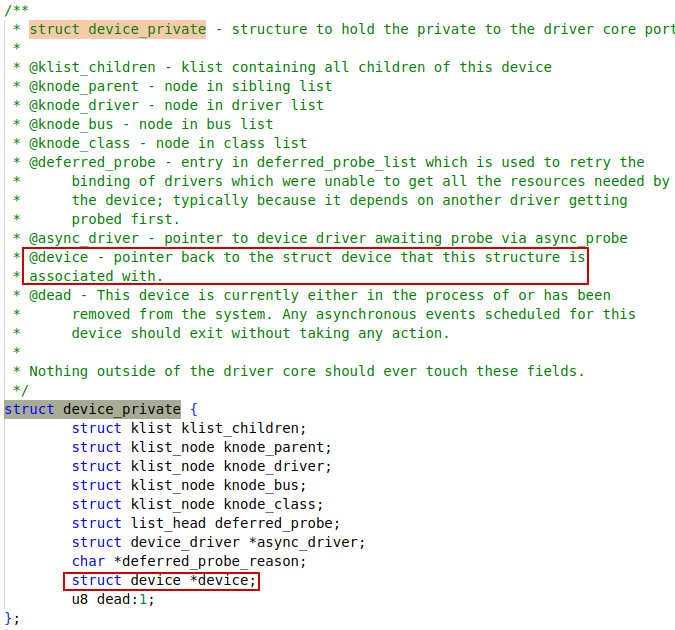 /**
 * struct device_private - structure to hold the private to the driver core port
 *
 * @klist_children - klist containing all children of this device
 * @knode_parent - node in sibling list
 * @knode_driver - node in driver list
 * @knode_bus - node in bus list
 * @knode_class - node in class list
 * @deferred_probe - entry in deferred_probe_list which is used to retry the
 *      binding of drivers which were unable to get all the resources needed by
 *      the device; typically because it depends on another driver getting
 *      probed first.
 * @async_driver - pointer to device driver awaiting probe via async_probe
 * @device - pointer back to the struct device that this structure is
 * associated with.
 * @dead - This device is currently either in the process of or has been
 *      removed from the system. Any asynchronous events scheduled for this
 *      device should exit without taking any action.
 *
 * Nothing outside of the driver core should ever touch these fields.
 */
struct device_private {
        struct klist klist_children;
        struct klist_node knode_parent;
        struct klist_node knode_driver;
        struct klist_node knode_bus;
        struct klist_node knode_class;
        struct list_head deferred_probe;
        struct device_driver *async_driver;
        char *deferred_probe_reason;
        struct device *device;
        u8 dead:1;
};